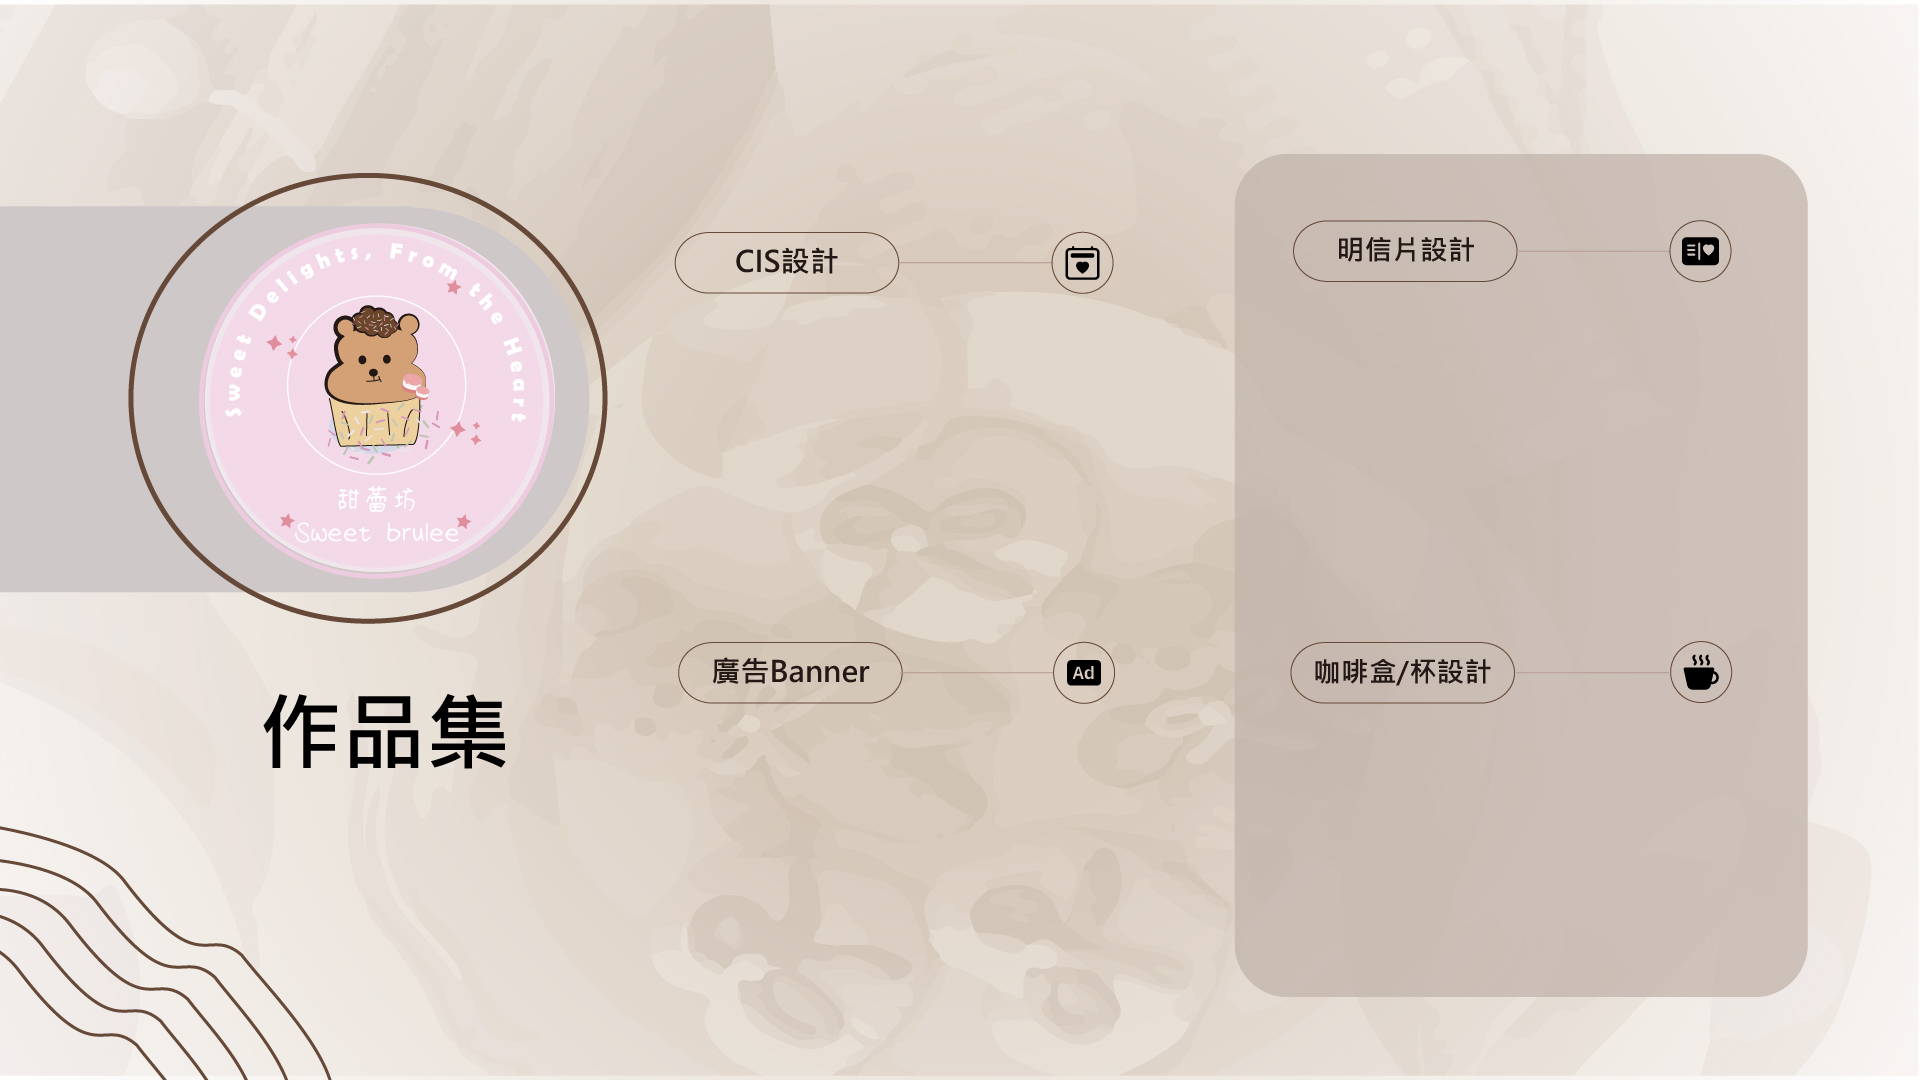 Sweet Delights, From the Heart
甜蕾坊
Sweet brulee
作品集
CIS設計
廣告Banner
Ad
明信片設計
咖啡盒/杯設計